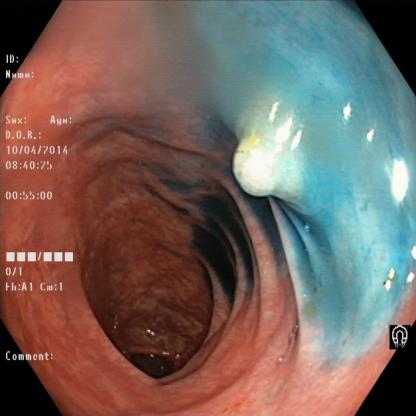 ID:
Name:
Sex: Age:
D.O.B.:
10/04/2014
08:40:25
00:55:00
■■■/■■■
0/1
Eh:A1 Cm:1
Comment: